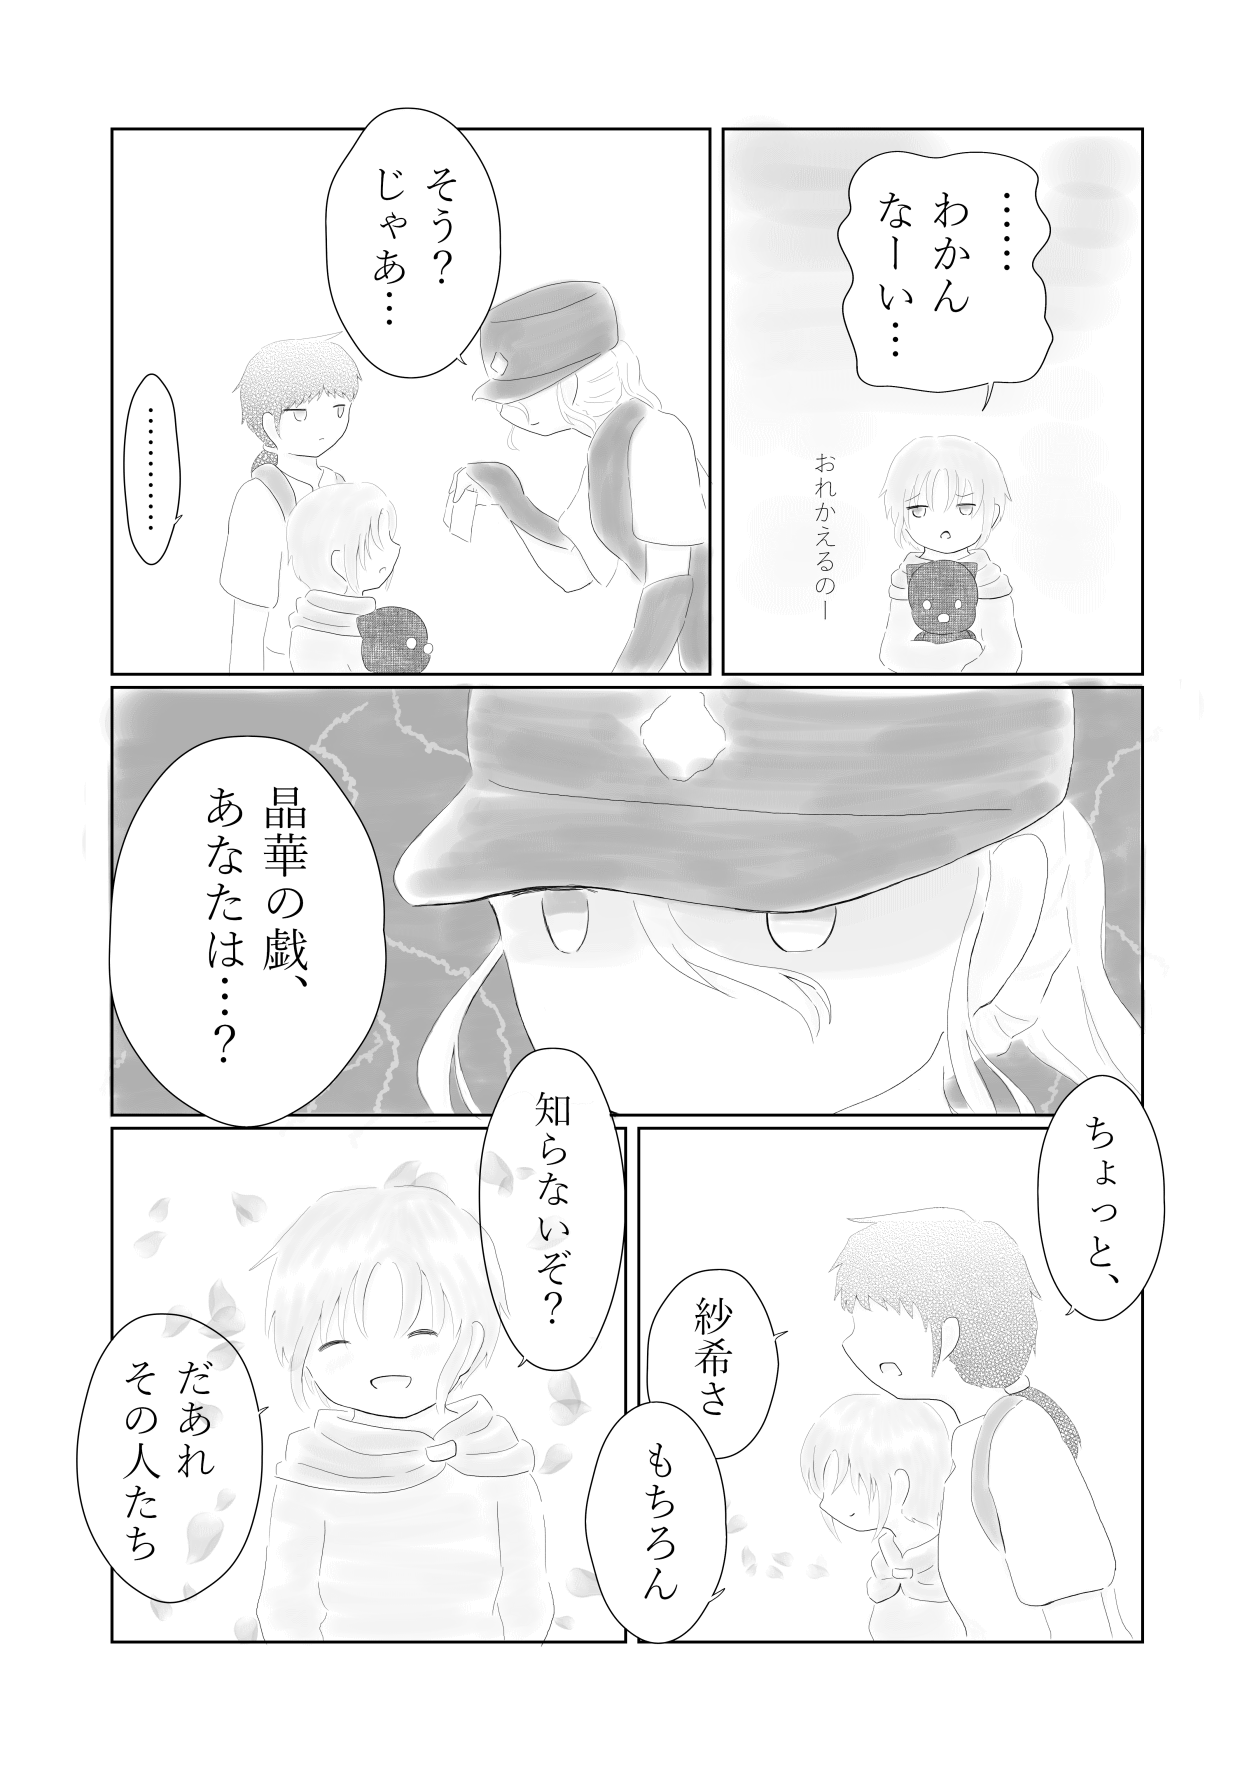 ……
わかん
なーい…
おれかえるのー
そう？
じゃあ…
…………
晶華の戯、
あなたは…？
ちょっと、
紗希さ
もちろん
知らないぞ？
だあれ
その人たち